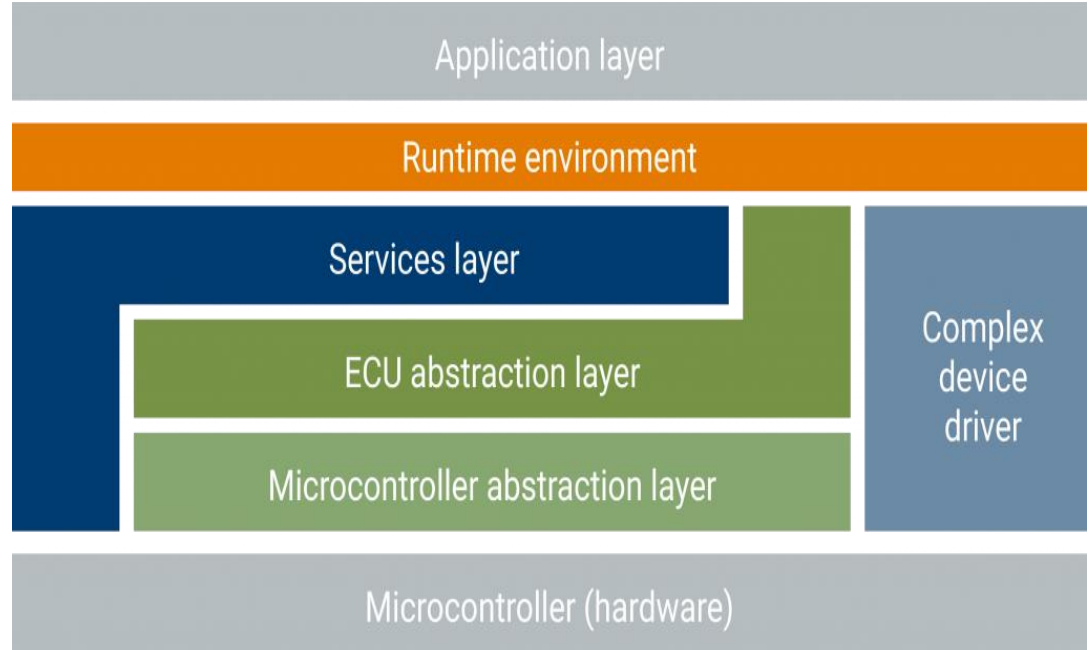 Application layer
Runtime environment
Services layer
ECU abstraction layer
Complex
device
driver
Microcontroller abstraction layer
Microcontroller (hardware)